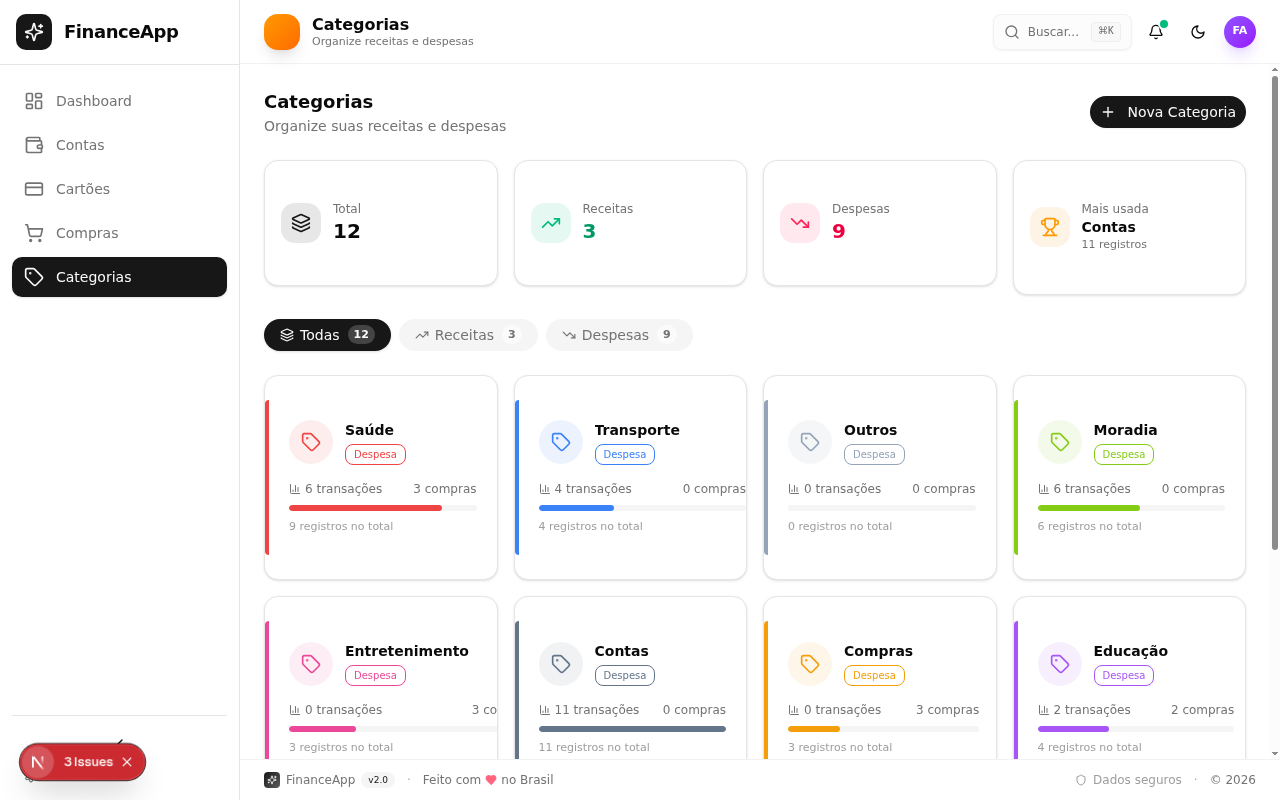 FinanceApp
Dashboard
Contas
Cartões
Compras
Categorias
N 3 Issues
Categorias
Organize receitas e despesas
Buscar... ⌘K
FA
Categorias
Organize suas receitas e despesas
Nova Categoria
Total
12
Receitas
3
Despesas
9
Mais usada
Contas
11 registros
Todas 12
Receitas 3
Despesas 9
Saúde
Despesa
6 transações 3 compras
9 registros no total
Transporte
Despesa
4 transações 0 compras
4 registros no total
Outros
Despesa
0 transações 0 compras
0 registros no total
Moradia
Despesa
6 transações 0 compras
6 registros no total
Entretenimento
Despesa
0 transações 3 co
3 registros no total
Contas
Despesa
11 transações 0 compras
11 registros no total
Compras
Despesa
0 transações 3 compras
3 registros no total
Educação
Despesa
2 transações 2 compras
4 registros no total
FinanceApp v2.0 · Feito com ❤ no Brasil
Dados seguros · © 2026